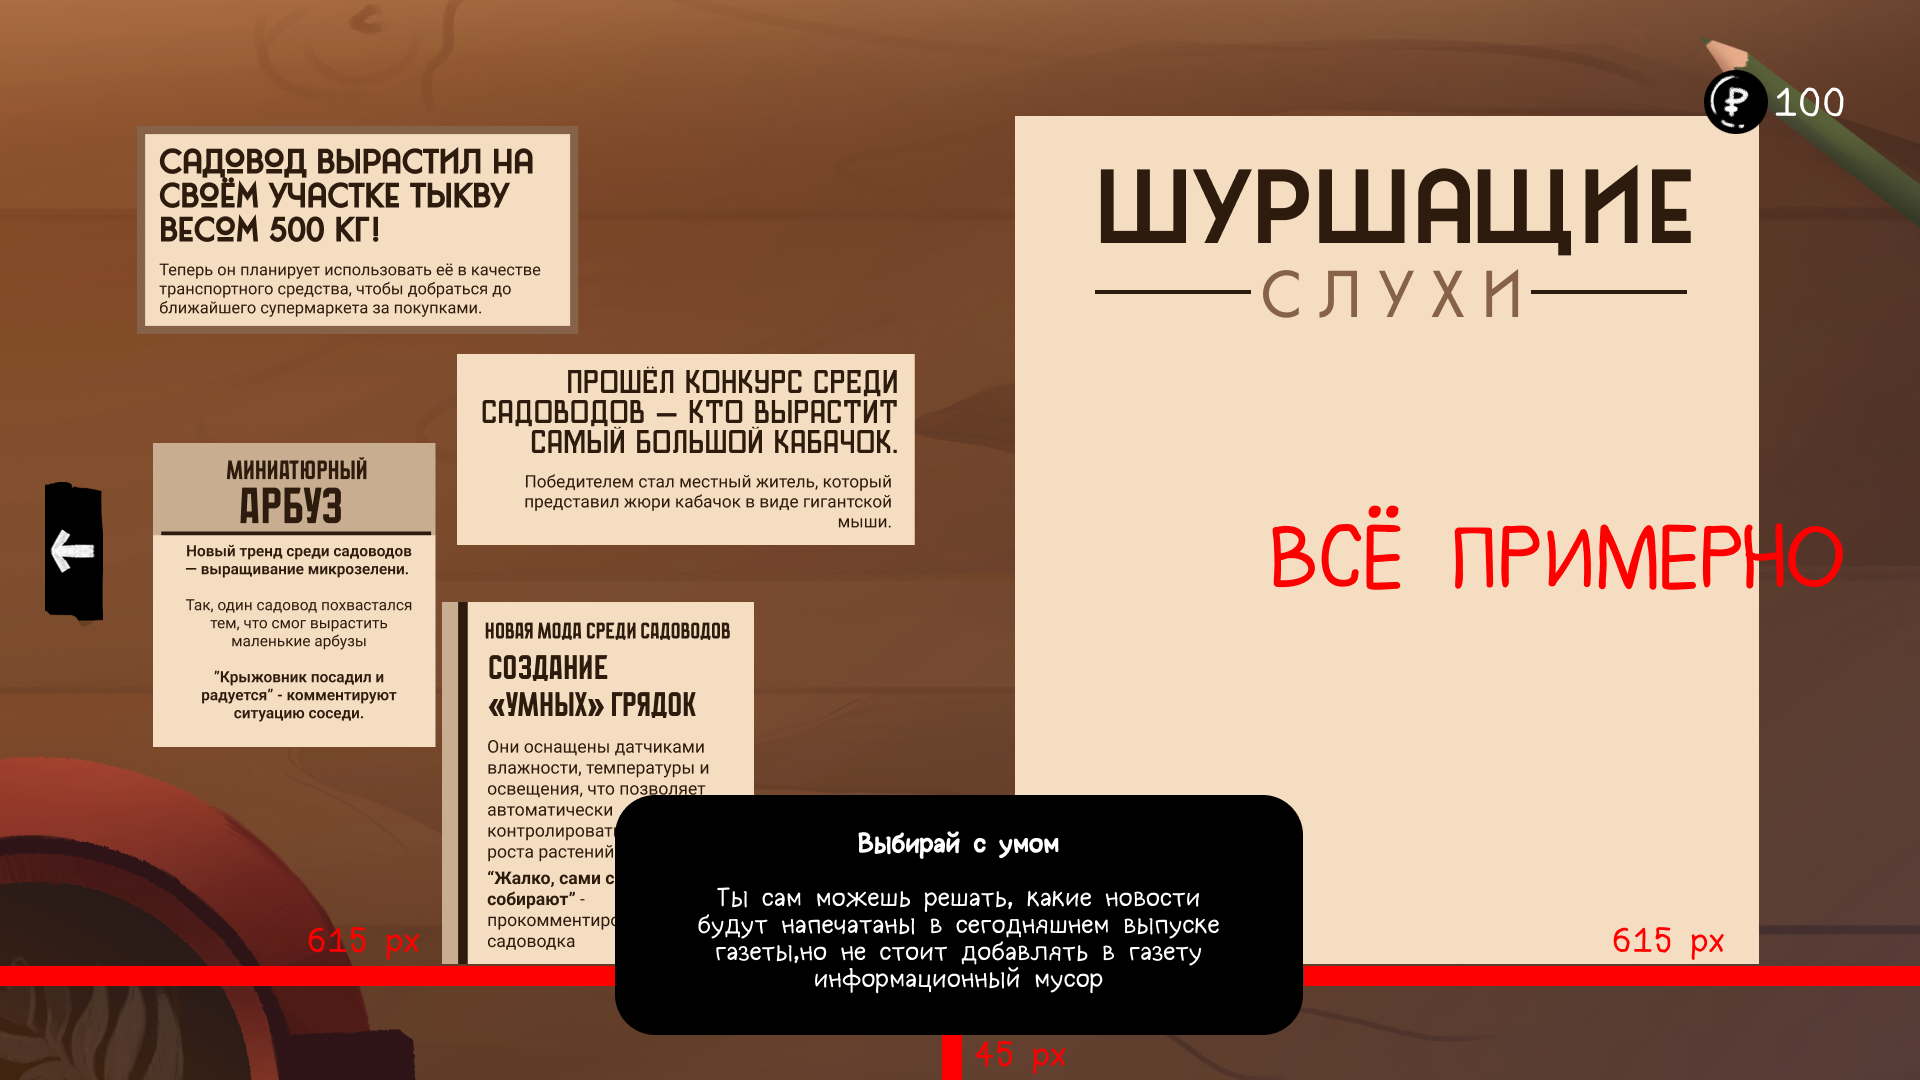 100
САДОВОД ВЫРАСТИЛ НА
СВОЁМ УЧАСТКЕ ТЫКВУ
ВЕСОМ 500 КГ!
Теперь он планирует использовать её в качестве
транспортного средства, чтобы добраться до
ближайшего супермаркета за покупками.
ПРОШЁЛ КОНКУРС СРЕДИ
САДОВОДОВ — КТО ВЫРАСТИТ
САМЫЙ БОЛЬШОЙ КАБАЧОК.
Победителем стал местный житель, который
представил жюри кабачок в виде гигантской
мыши.
МИНИАТЮРНЫЙ
АРБУЗ
Новый тренд среди садоводов
— выращивание микрозелени.
Так, один садовод похвастался
тем, что смог вырастить
маленькие арбузы
"Крыжовник посадил и
радуется" - комментируют
ситуацию соседи.
НОВАЯ МОДА СРЕДИ САДОВОДОВ
СОЗДАНИЕ
«УМНЫХ» ГРЯДОК
Они оснащены датчиками
влажности, температуры и
освещения, что позволяет
автоматически
контролироват
роста растений
"Жалко, сами с
собирают" -
прокомментиро
садоводка
ШУРШАЩИЕ
СЛУХИ
ВСЁ ПРИМЕРНО
615 px
615 px
Выбирай с умом
Ты сам можешь решать, какие новости
будут напечатаны в сегодняшнем выпуске
газеты,но не стоит добавлять в газету
информационный мусор
45 px